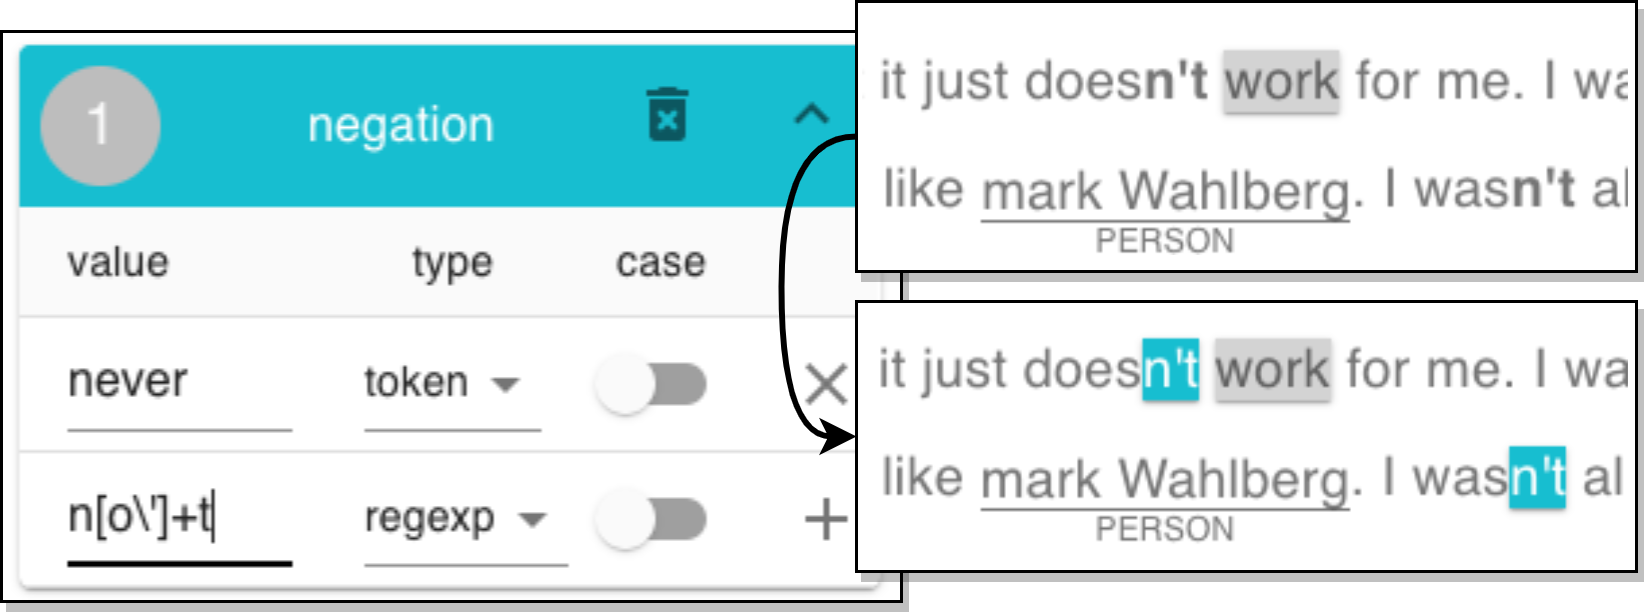 1 negation
value type case
never token
n[o\']+t regexp
it just doesn't work for me. I wa
like mark Wahlberg. I wasn't al
PERSON
it just doesn't work for me. I wa
like mark Wahlberg. I wasn't al
PERSON